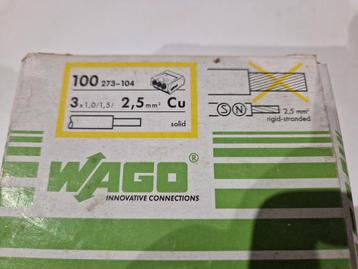 100 273-104
3 x 1,0/1,5/ 2,5 mm² Cu
solid
S N 2,5 mm²
rigid-stranded
WAGO®
INNOVATIVE CONNECTIONS